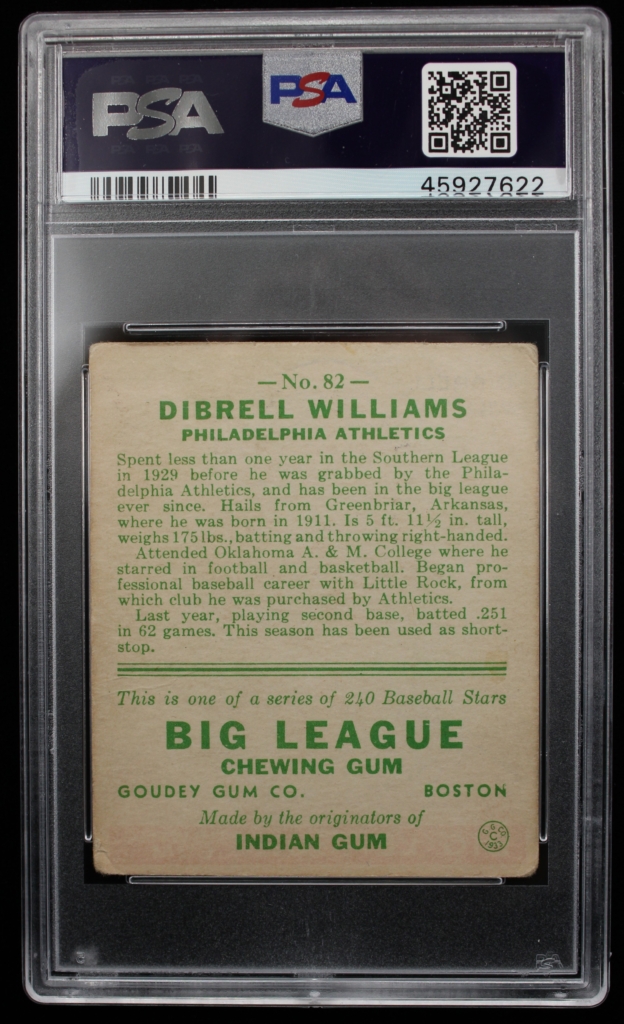 PSA
PSA
45927622
— No. 82 —
DIBRELL WILLIAMS
PHILADELPHIA ATHLETICS
Spent less than one year in the Southern League
in 1929 before he was grabbed by the Phila-
delphia Athletics, and has been in the big league
ever since. Hails from Greenbriar, Arkansas,
where he was born in 1911. Is 5 ft. 11½ in. tall,
weighs 175 lbs., batting and throwing right-handed.
Attended Oklahoma A. & M. College where he
starred in football and basketball. Began pro-
fessional baseball career with Little Rock, from
which club he was purchased by Athletics.
Last year, playing second base, batted .251
in 62 games. This season has been used as short-
stop.
This is one of a series of 240 Baseball Stars
BIG LEAGUE
CHEWING GUM
GOUDEY GUM CO. BOSTON
Made by the originators of
INDIAN GUM
G. G. CO.
C
1933